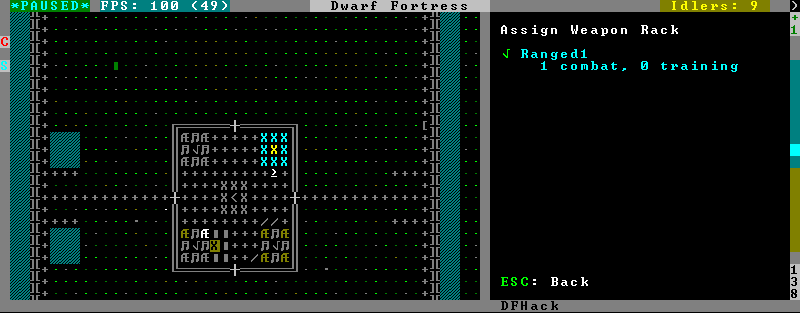 *PAUSED* FPS: 100 (49) Dwarf Fortress Idlers: 9
Assign Weapon Rack
√ Ranged1
1 combat, 0 training
ESC: Back
DFHack
138